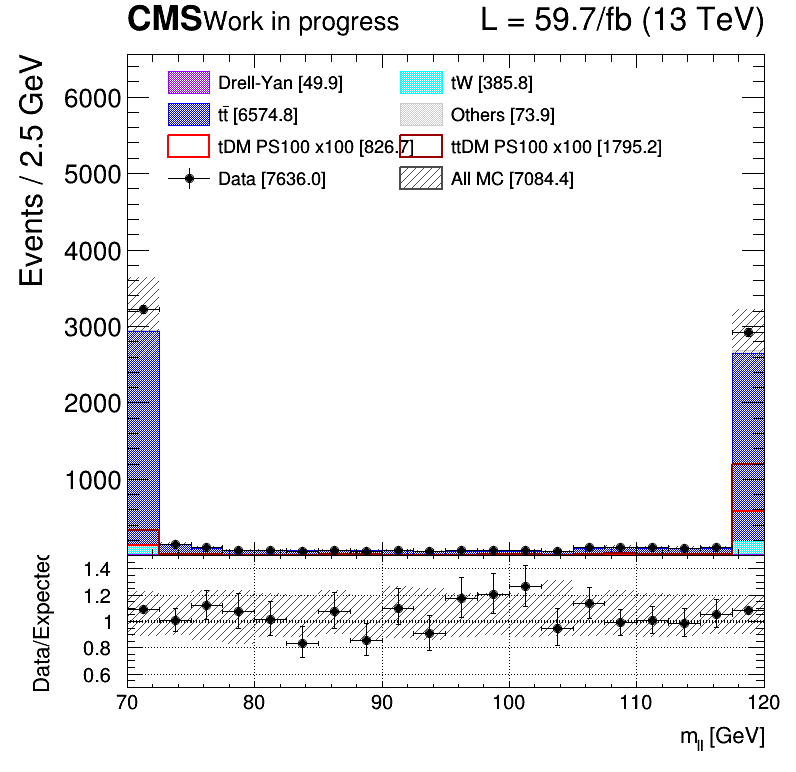 CMS Work in progress L = 59.7/fb (13 TeV)
Events / 2.5 GeV
6000
5000
4000
3000
2000
1000
Drell-Yan [49.9] tW [385.8]
tt̄ [6574.8] Others [73.9]
tDM PS100 x100 [826.7] ttDM PS100 x100 [1795.2]
Data [7636.0] All MC [7084.4]
Data/Expected
1.4
1.2
1
0.8
0.6
70 80 90 100 110 120
m_ll [GeV]